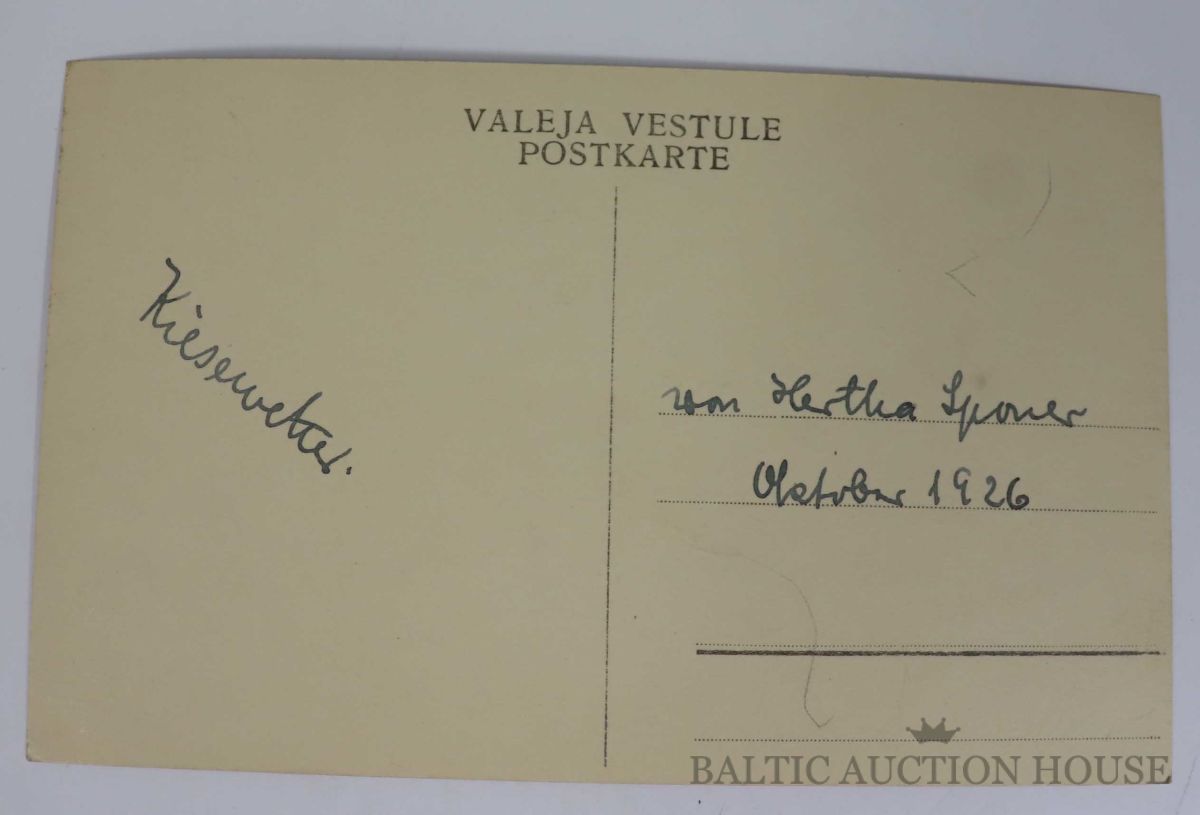 VALEJA VESTULE
POSTKARTE
Kiesewetter.
von Hertha Sponer
Oktober 1926
BALTIC AUCTION HOUSE